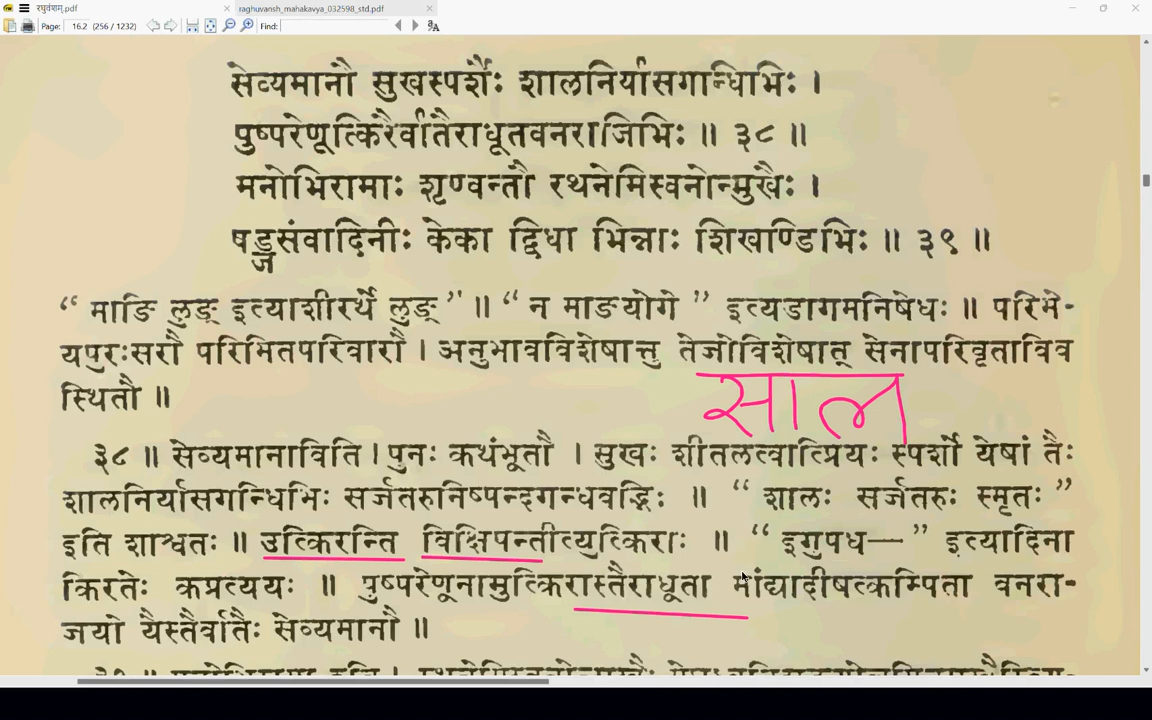 रघुवंशम्.pdf
raghuvansh_mahakavya_032598_std.pdf
Page: 16.2 (256 / 1232)
Find:
सेव्यमानौ सुखस्पर्शैः शालनिर्यासगन्धिभिः ।
पुष्परेणूत्किरैर्वातैराधूतवनराजिभिः ॥ ३८ ॥
मनोभिरामाः शृण्वन्तौ रथनेमिस्वनोन्मुखैः ।
षड्जसंवादिनीः केका द्विधा भिन्नाः शिखण्डिभिः ॥ ३९ ॥
“ माङि लुङ् इत्याशीरर्थे लुङ् ” ॥ “ न माङयोगे ” इत्यडागमनिषेधः ॥ परिमे-
यपुरःसरौ परिमितपरिवारौ । अनुभावविशेषात्तु तेजोविशेषात् सेनापरिवृताविव
स्थितौ ॥
साल
३८ ॥ सेव्यमानाविति । पुनः कथंभूतौ । सुखः शीतलत्वात्प्रियः स्पर्शो येषां तैः
शालनिर्यासगन्धिभिः सर्जतरुनिष्पन्दगन्धवद्भिः ॥ “ शालः सर्जतरुः स्मृतः ”
इति शाश्वतः ॥ उत्किरन्ति विक्षिपन्तीत्युत्किराः ॥ “ इगुपध— ” इत्यादिना
किरतेः कप्रत्ययः ॥ पुष्परेणूनामुत्किरास्तैराधूता मांद्यादीषत्कम्पिता वनरा-
जयो यैस्तैर्वातैः सेव्यमानौ ॥